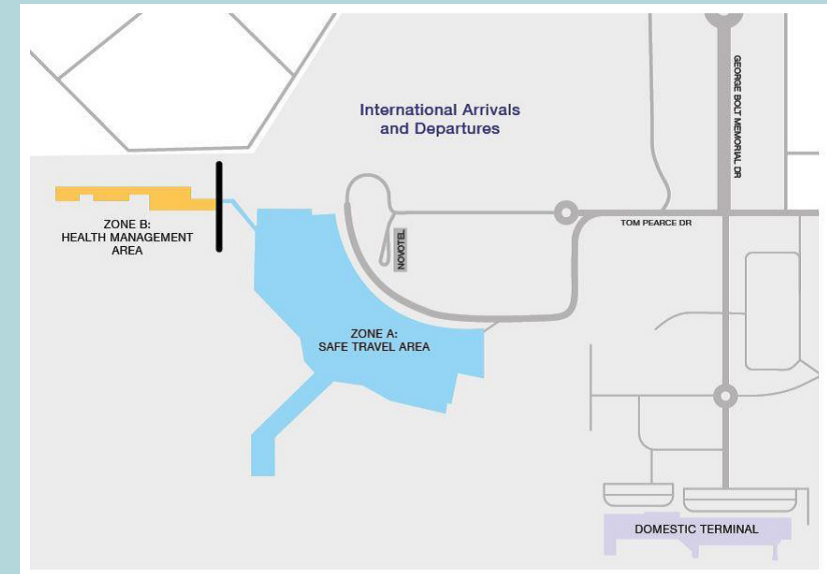 International Arrivals
and Departures
GEORGE BOLT MEMORIAL DR
ZONE B:
HEALTH MANAGEMENT
AREA
NOVOTEL
TOM PEARCE DR
ZONE A:
SAFE TRAVEL AREA
DOMESTIC TERMINAL